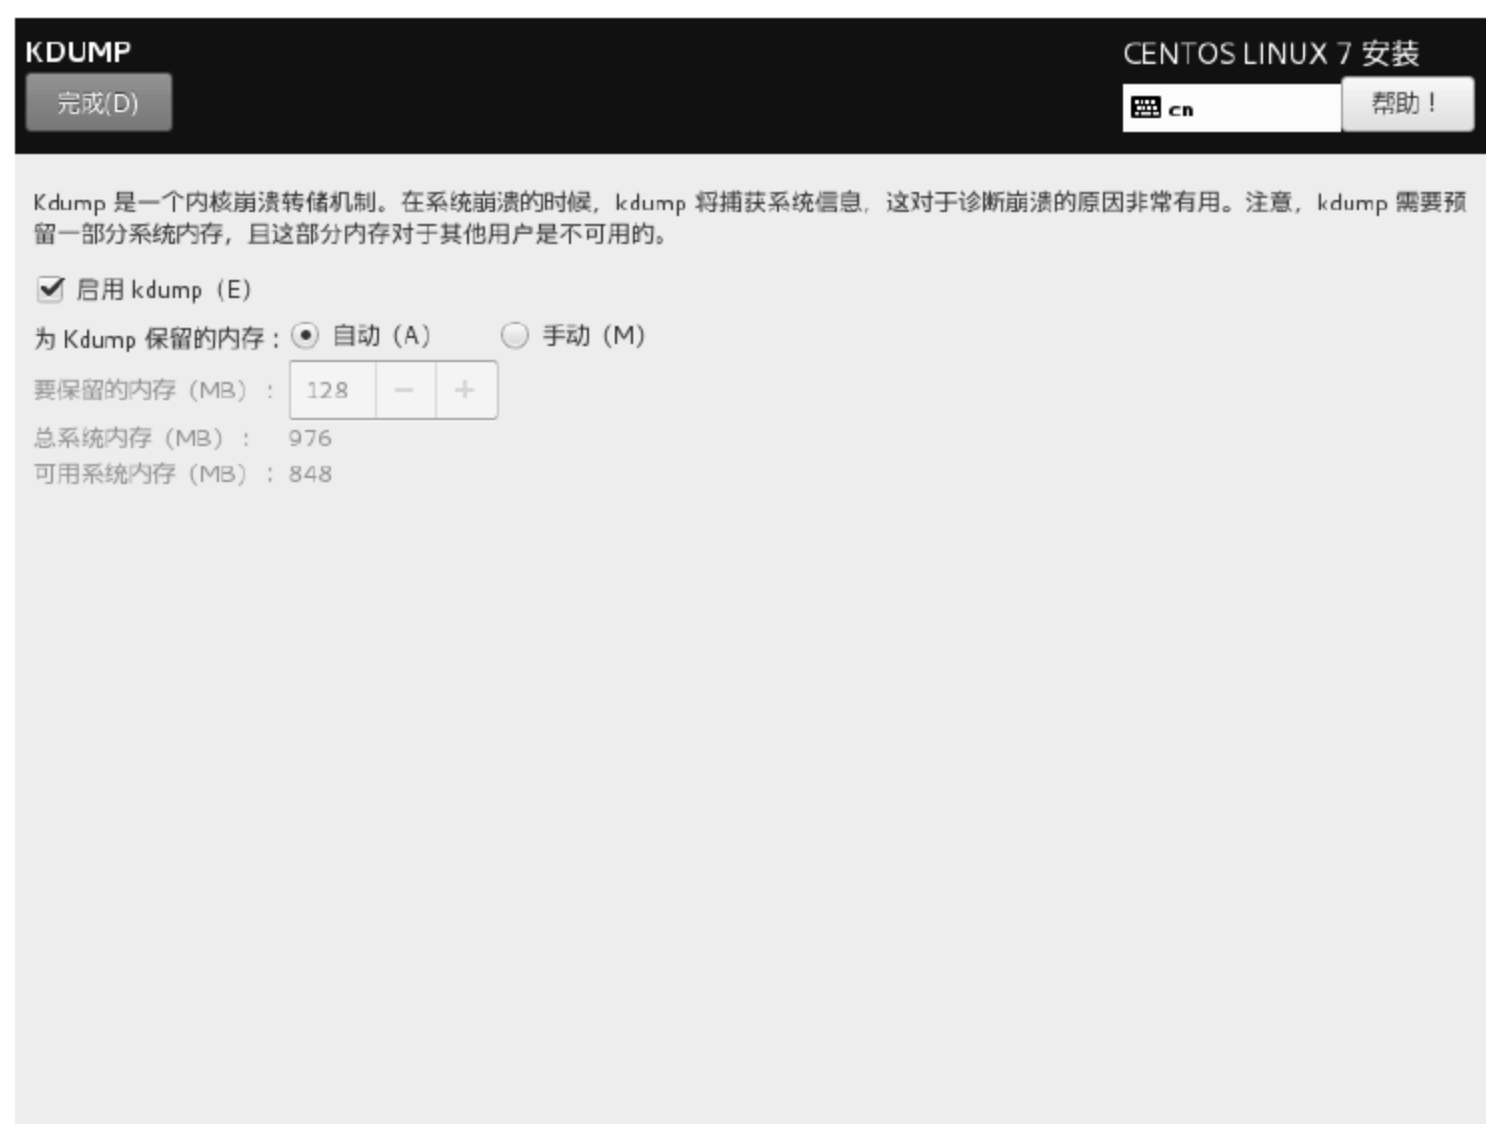 KDUMP
CENTOS LINUX 7 安装
完成(D)
cn
帮助！
Kdump 是一个内核崩溃转储机制。在系统崩溃的时候，kdump 将捕获系统信息，这对于诊断崩溃的原因非常有用。注意，kdump 需要预
留一部分系统内存，且这部分内存对于其他用户是不可用的。
启用 kdump（E）
为 Kdump 保留的内存： 自动（A） 手动（M）
要保留的内存（MB）： 128 − +
总系统内存（MB）： 976
可用系统内存（MB）： 848